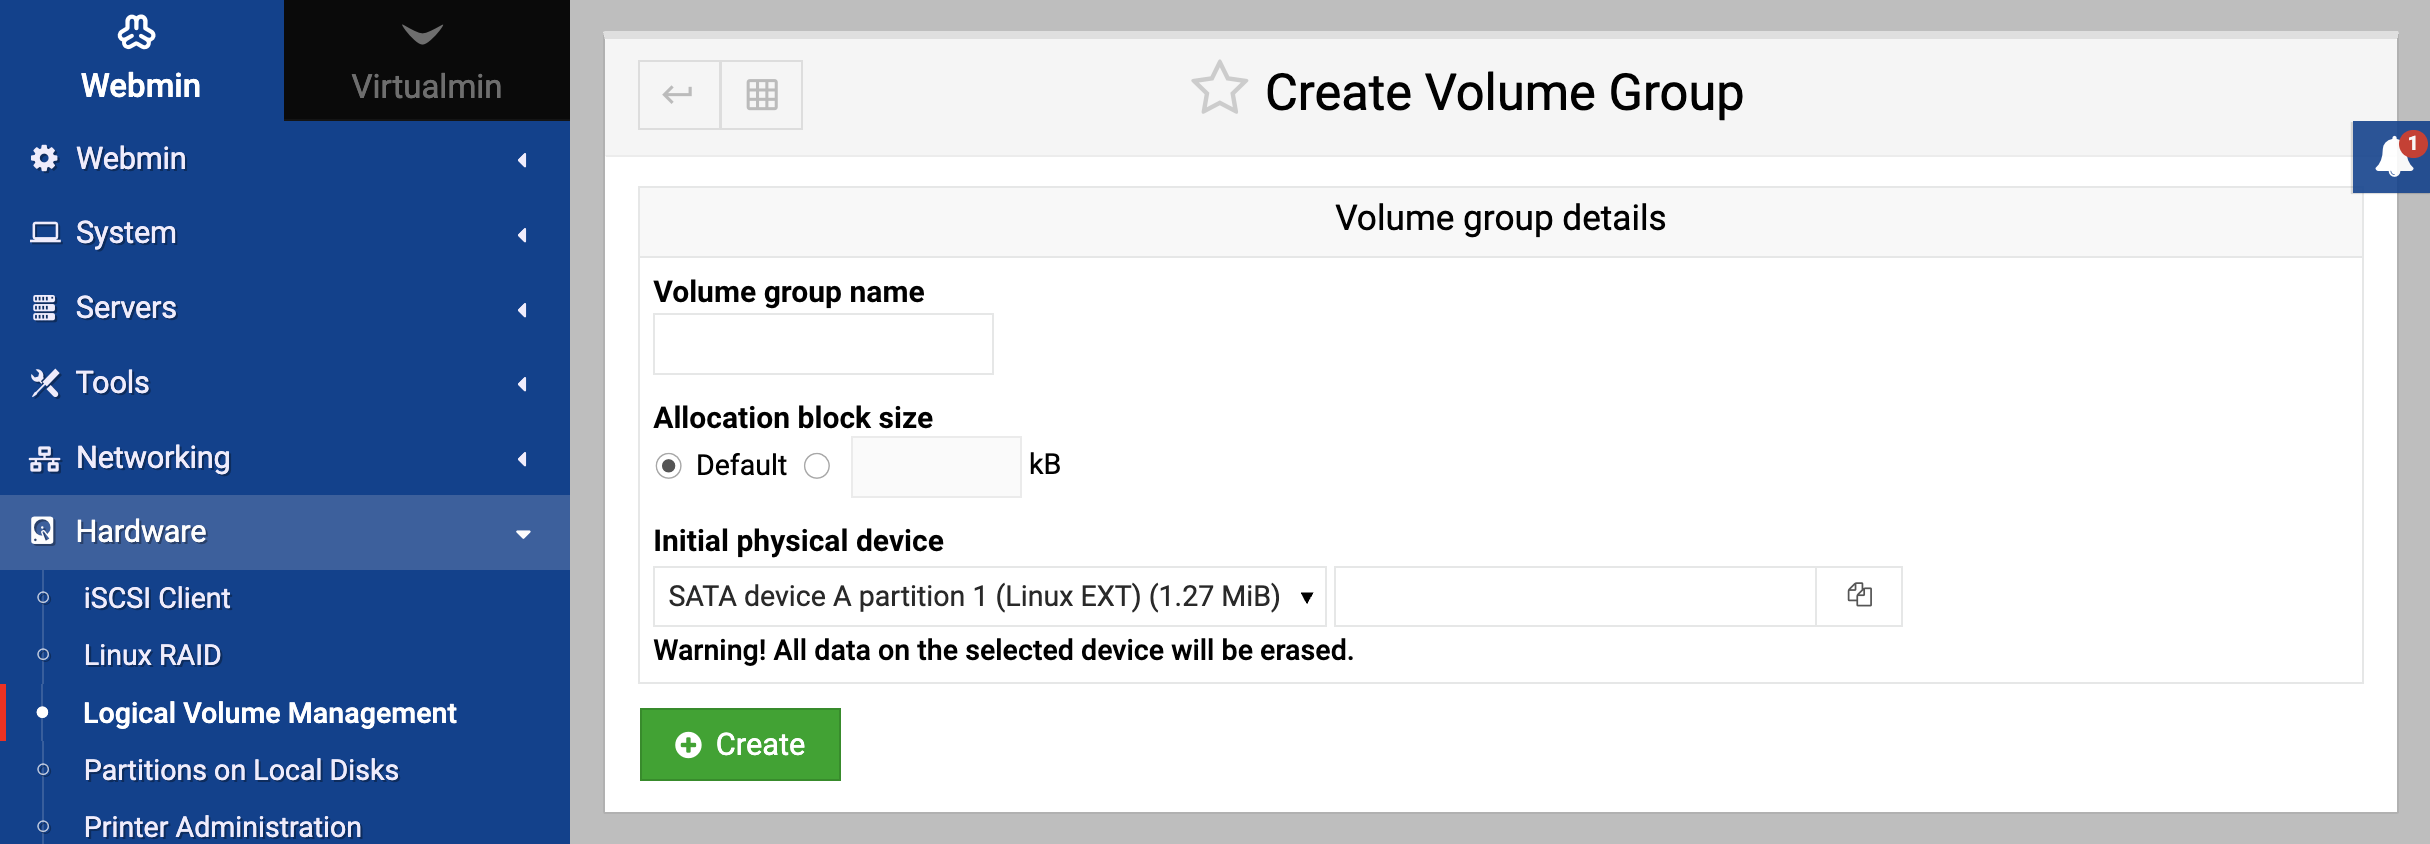 Webmin
Virtualmin
Webmin
System
Servers
Tools
Networking
Hardware
iSCSI Client
Linux RAID
Logical Volume Management
Partitions on Local Disks
Printer Administration
Create Volume Group
1
Volume group details
Volume group name
Allocation block size
Default kB
Initial physical device
SATA device A partition 1 (Linux EXT) (1.27 MiB)
Warning! All data on the selected device will be erased.
Create